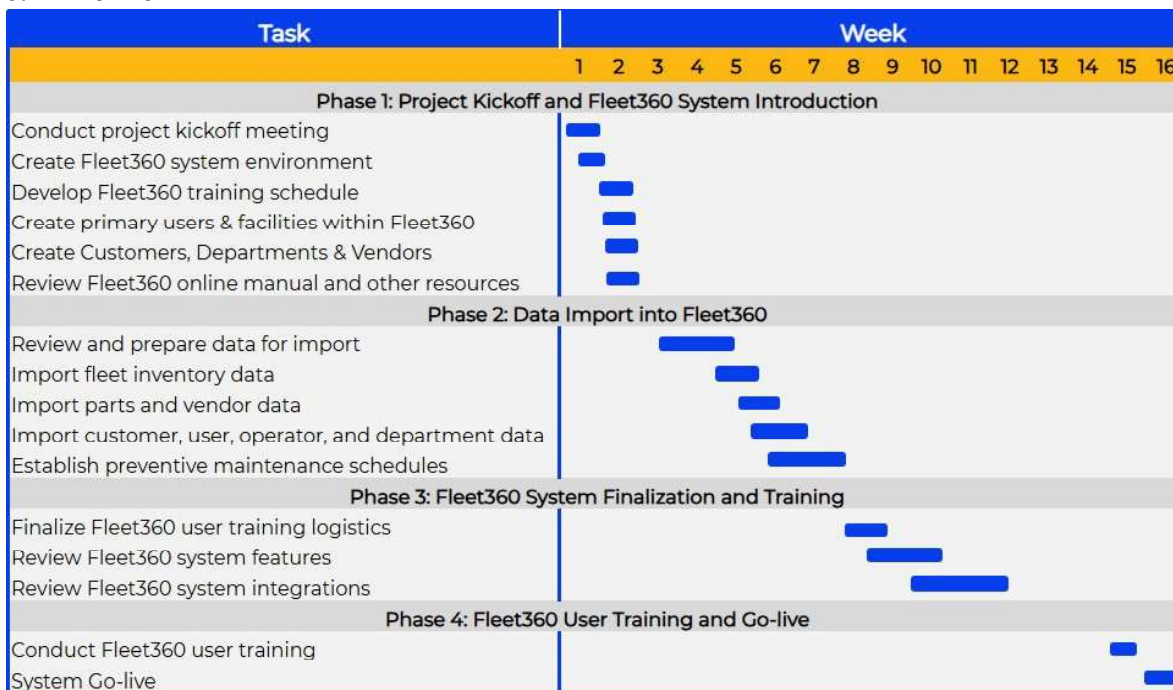 Task Week
1 2 3 4 5 6 7 8 9 10 11 12 13 14 15 16
Phase 1: Project Kickoff and Fleet360 System Introduction
Conduct project kickoff meeting
Create Fleet360 system environment
Develop Fleet360 training schedule
Create primary users & facilities within Fleet360
Create Customers, Departments & Vendors
Review Fleet360 online manual and other resources
Phase 2: Data Import into Fleet360
Review and prepare data for import
Import fleet inventory data
Import parts and vendor data
Import customer, user, operator, and department data
Establish preventive maintenance schedules
Phase 3: Fleet360 System Finalization and Training
Finalize Fleet360 user training logistics
Review Fleet360 system features
Review Fleet360 system integrations
Phase 4: Fleet360 User Training and Go-live
Conduct Fleet360 user training
System Go-live